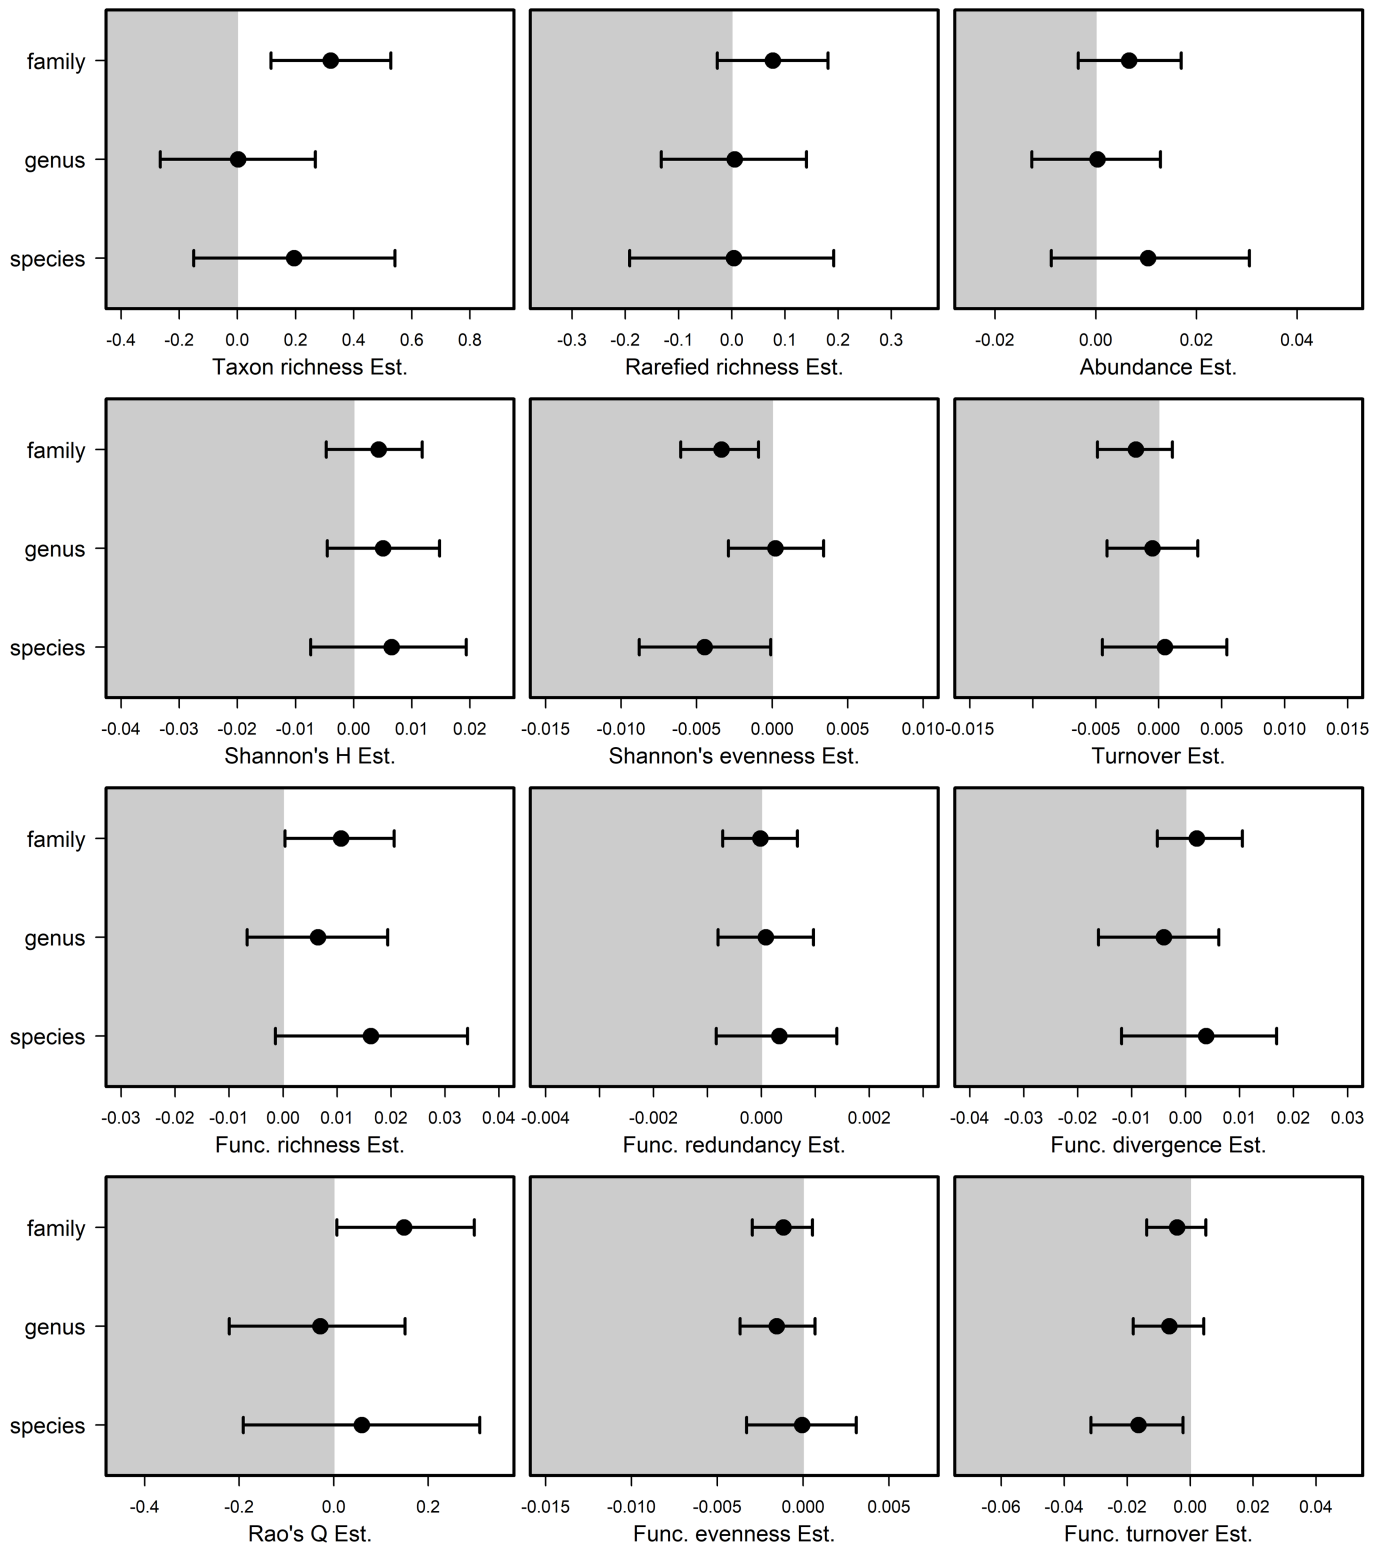 family
genus
species
-0.4 -0.2 0.0 0.2 0.4 0.6 0.8
Taxon richness Est.
-0.3 -0.2 -0.1 0.0 0.1 0.2 0.3
Rarefied richness Est.
-0.02 0.00 0.02 0.04
Abundance Est.
family
genus
species
-0.04 -0.03 -0.02 -0.01 0.00 0.01 0.02
Shannon's H Est.
-0.015 -0.010 -0.005 0.000 0.005 0.010
Shannon's evenness Est.
-0.015 -0.005 0.000 0.005 0.010 0.015
Turnover Est.
family
genus
species
-0.03 -0.02 -0.01 0.00 0.01 0.02 0.03 0.04
Func. richness Est.
-0.004 -0.002 0.000 0.002
Func. redundancy Est.
-0.04 -0.03 -0.02 -0.01 0.00 0.01 0.02 0.03
Func. divergence Est.
family
genus
species
-0.4 -0.2 0.0 0.2
Rao's Q Est.
-0.015 -0.010 -0.005 0.000 0.005
Func. evenness Est.
-0.06 -0.04 -0.02 0.00 0.02 0.04
Func. turnover Est.